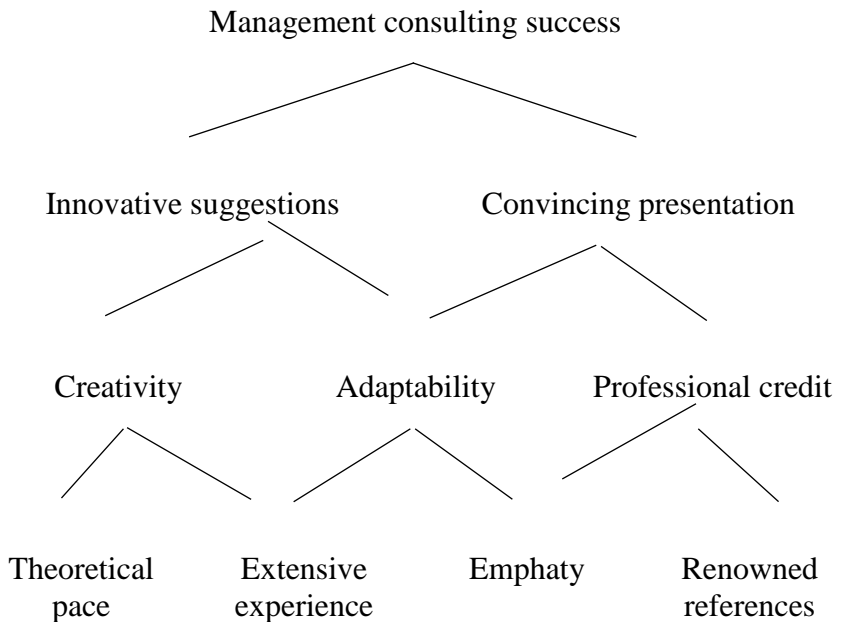 Management consulting success
Innovative suggestions Convincing presentation
Creativity Adaptability Professional credit
Theoretical Extensive Emphaty Renowned
pace experience references